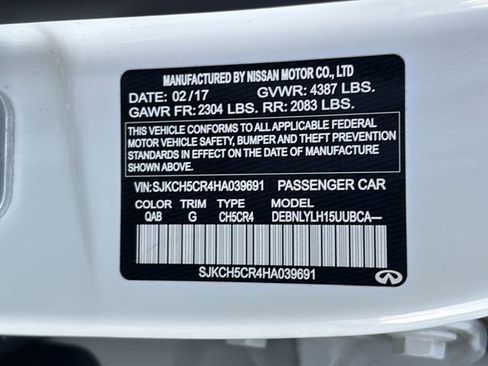 MANUFACTURED BY NISSAN MOTOR CO., LTD
DATE: 02/17 GVWR: 4387 LBS.
GAWR FR: 2304 LBS. RR: 2083 LBS.
THIS VEHICLE CONFORMS TO ALL APPLICABLE FEDERAL
MOTOR VEHICLE SAFETY, BUMPER AND THEFT PREVENTION
STANDARDS IN EFFECT ON THE DATE OF MANUFACTURE
SHOWN ABOVE.
VIN:SJKCH5CR4HA039691 PASSENGER CAR
COLOR TRIM TYPE MODEL
QAB G CH5CR4 DEBNLYLH15UUBCA—
SJKCH5CR4HA039691